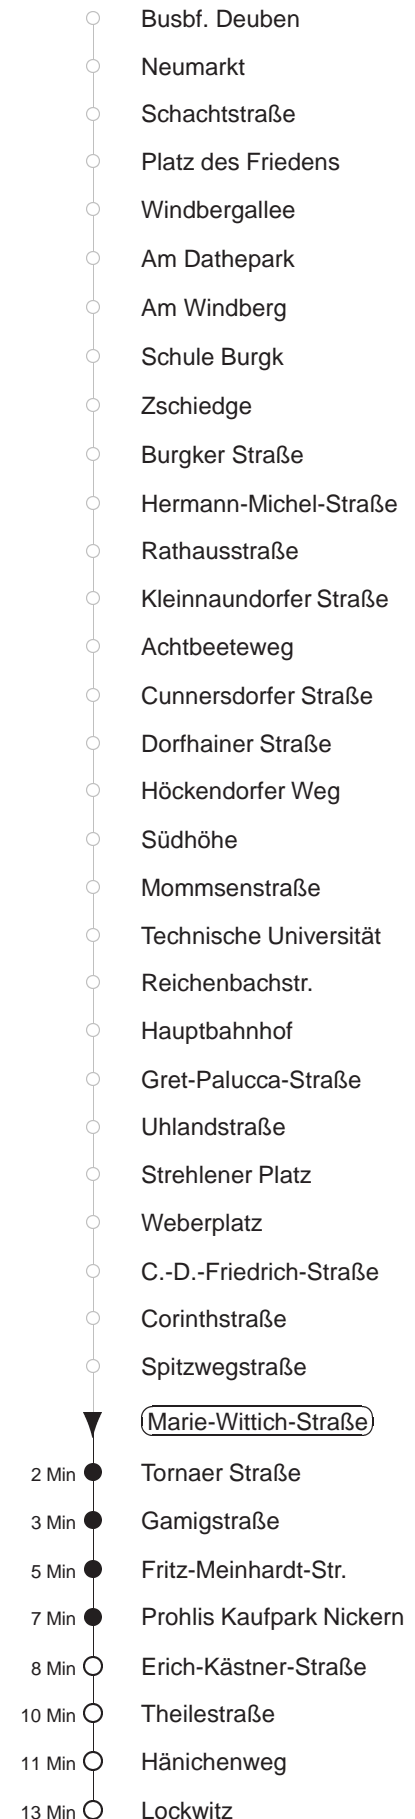 Busbf. Deuben
Neumarkt
Schachtstraße
Platz des Friedens
Windbergallee
Am Dathepark
Am Windberg
Schule Burgk
Zschiedge
Burgker Straße
Hermann-Michel-Straße
Rathausstraße
Kleinnaundorfer Straße
Achtbeeteweg
Cunnersdorfer Straße
Dorfhainer Straße
Höckendorfer Weg
Südhöhe
Mommsenstraße
Technische Universität
Reichenbachstr.
Hauptbahnhof
Gret-Palucca-Straße
Uhlandstraße
Strehlener Platz
Weberplatz
C.-D.-Friedrich-Straße
Corinthstraße
Spitzwegstraße
Marie-Wittich-Straße
2 Min Tornaer Straße
3 Min Gamigstraße
5 Min Fritz-Meinhardt-Str.
7 Min Prohlis Kaufpark Nickern
8 Min Erich-Kästner-Straße
10 Min Theilestraße
11 Min Hänichenweg
13 Min Lockwitz